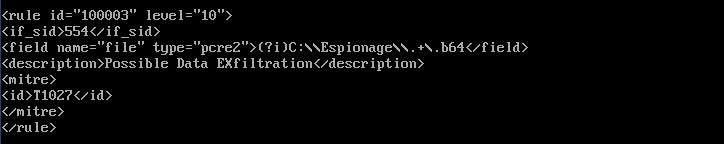 <rule id="100003" level="10">
<if_sid>554</if_sid>
<field name="file" type="pcre2">(?i)C:\\Espionage\\.+\.b64</field>
<description>Possible Data EXfiltration</description>
<mitre>
<id>T1027</id>
</mitre>
</rule>